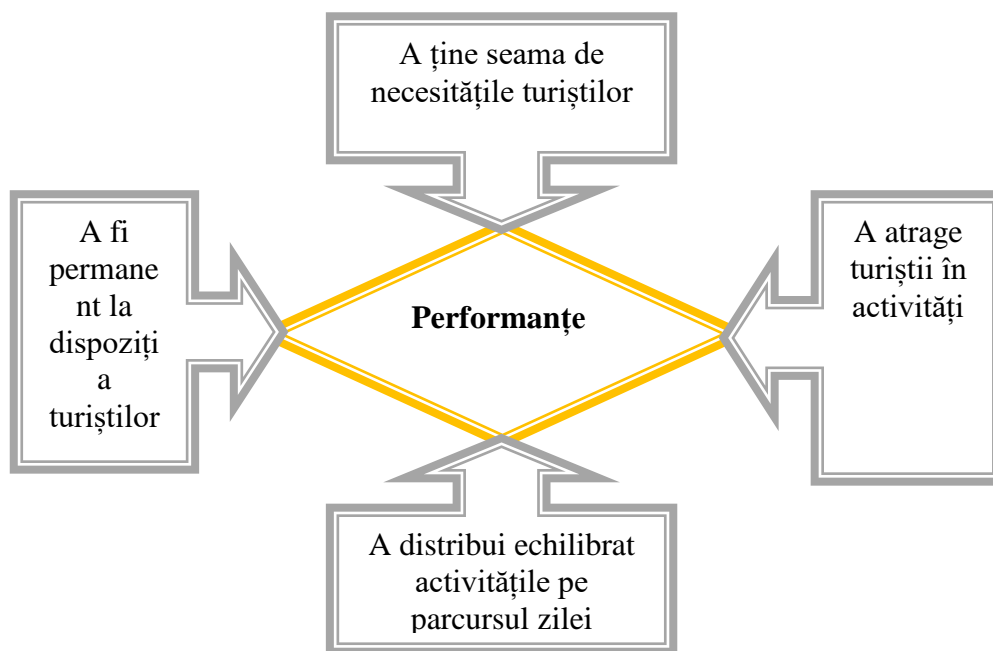 A ține seama de
necesitățile turiștilor
A fi
permane
nt la
dispoziți
a
turiștilor
Performanțe
A atrage
turiștii în
activități
A distribui echilibrat
activitățile pe
parcursul zilei